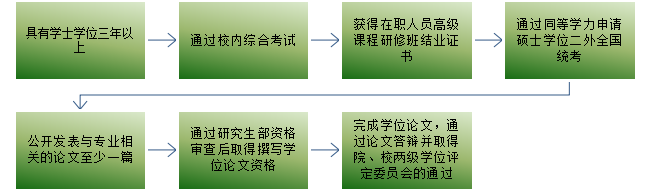 具有学士学位三年以
上
通过校内综合考试
获得在职人员高级
课程研修班结业证
书
通过同等学力申请
硕士学位二外全国
统考
公开发表与专业相
关的论文至少一篇
通过研究生部资格
审查后取得撰写学
位论文资格
完成学位论文，通
过论文答辩并取得
院、校两级学位评
定委员会的通过